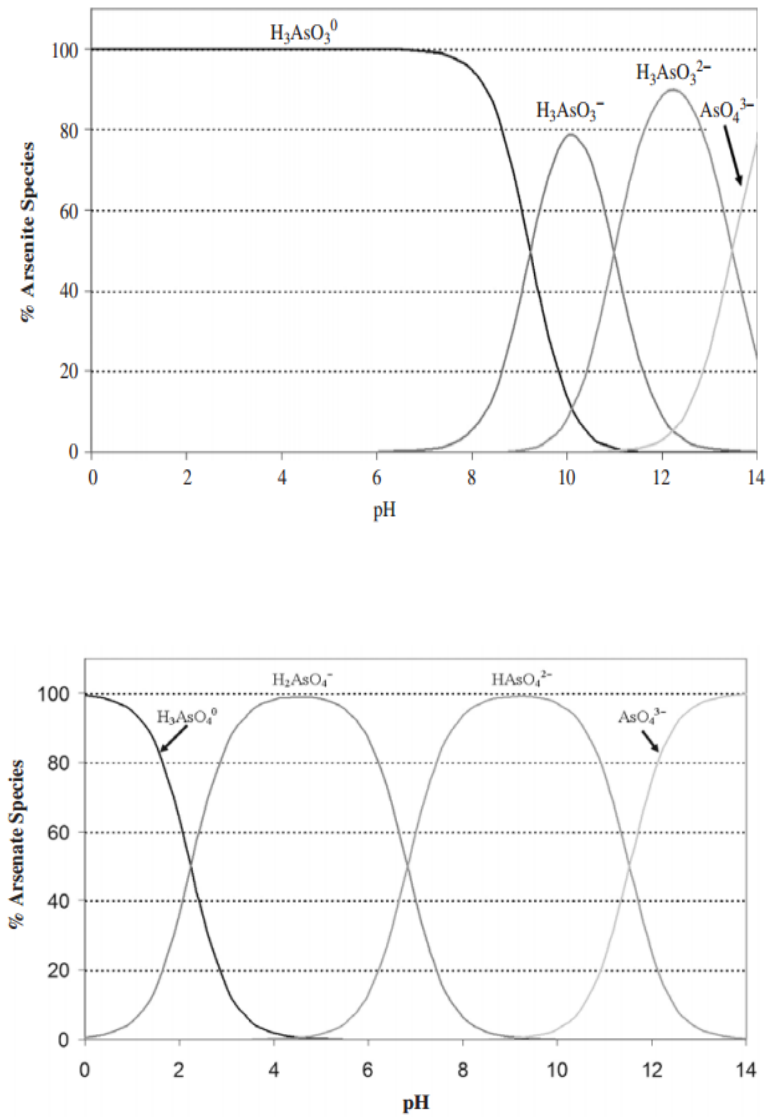 H₃AsO₃⁰
H₃AsO₃²⁻
H₃AsO₃⁻
AsO₄³⁻
100
80
60
40
20
0
% Arsenite Species
0 2 4 6 8 10 12 14
pH
H₂AsO₄⁻ HAsO₄²⁻
H₃AsO₄⁰ AsO₄³⁻
100
80
60
40
20
0
% Arsenate Species
0 2 4 6 8 10 12 14
pH